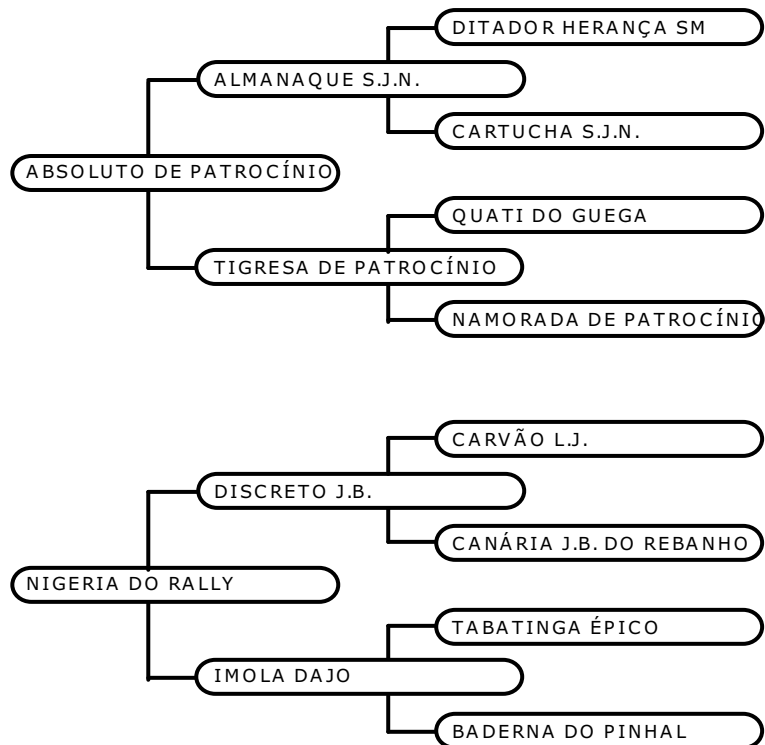 DITADOR HERANÇA SM
ALMANAQUE S.J.N.
CARTUCHA S.J.N.
ABSOLUTO DE PATROCÍNIO
QUATI DO GUEGA
TIGRESA DE PATROCÍNIO
NAMORADA DE PATROCÍNIO
CARVÃO L.J.
DISCRETO J.B.
CANÁRIA J.B. DO REBANHO
NIGERIA DO RALLY
TABATINGA ÉPICO
IMOLA DAJO
BADERNA DO PINHAL